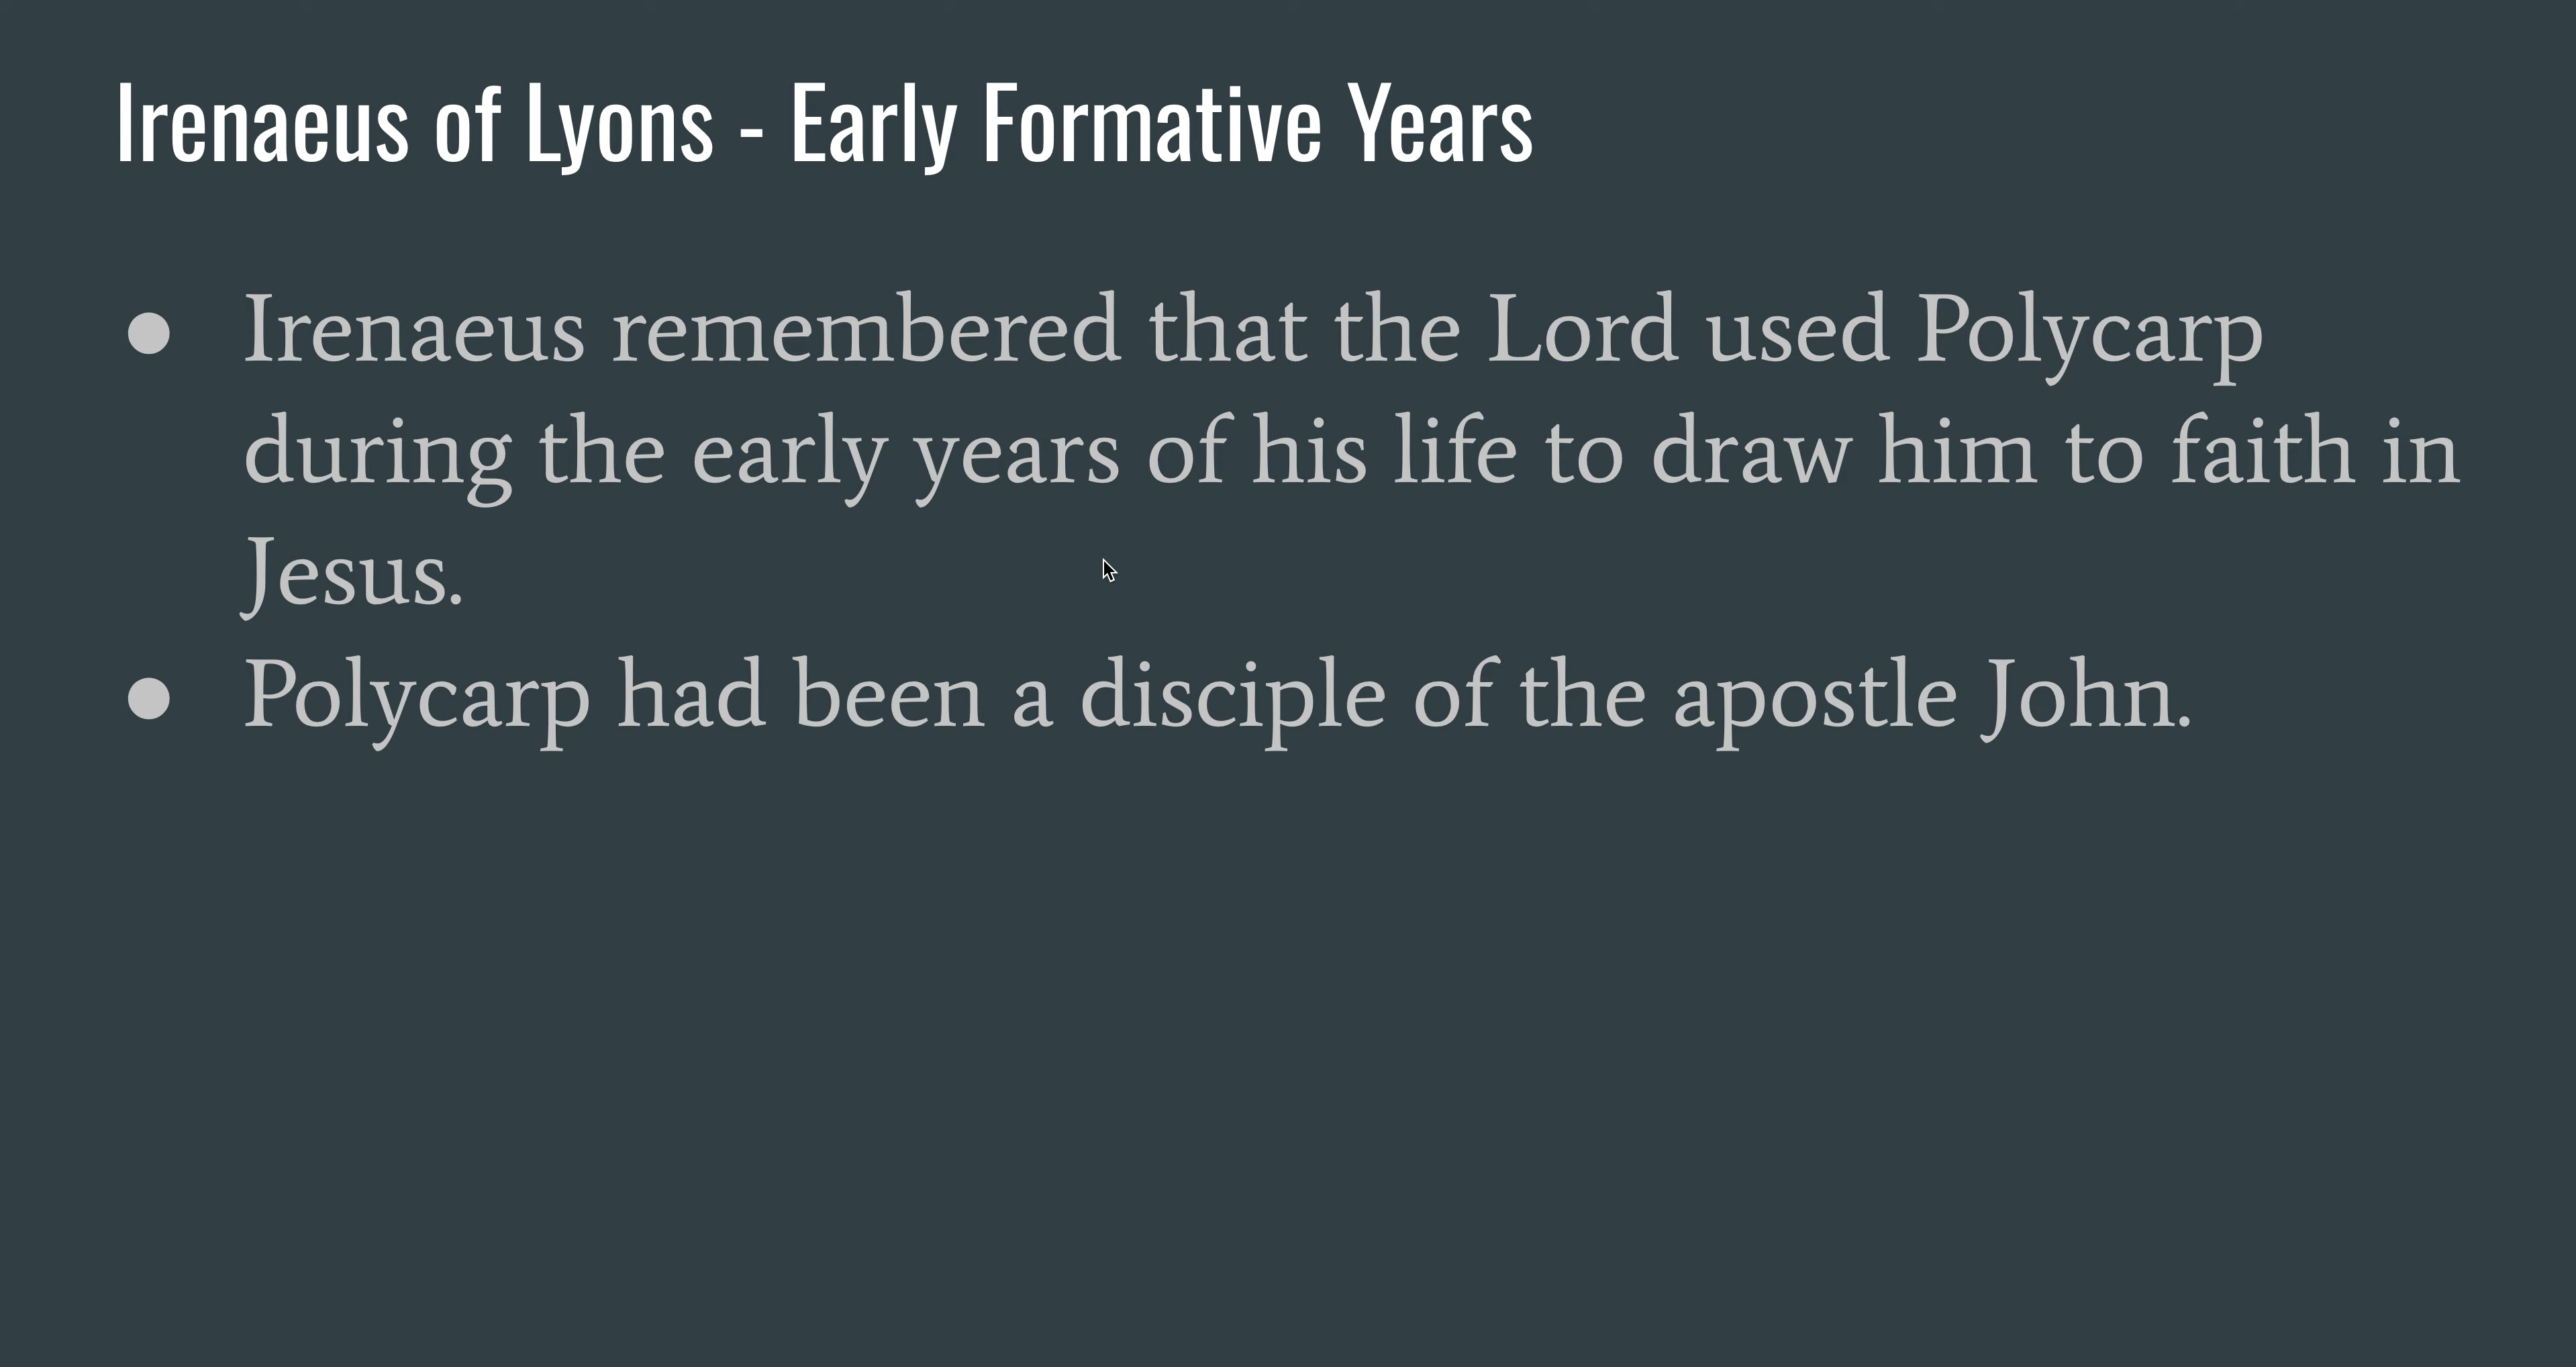 Irenaeus of Lyons - Early Formative Years
● Irenaeus remembered that the Lord used Polycarp
during the early years of his life to draw him to faith in
Jesus.
● Polycarp had been a disciple of the apostle John.